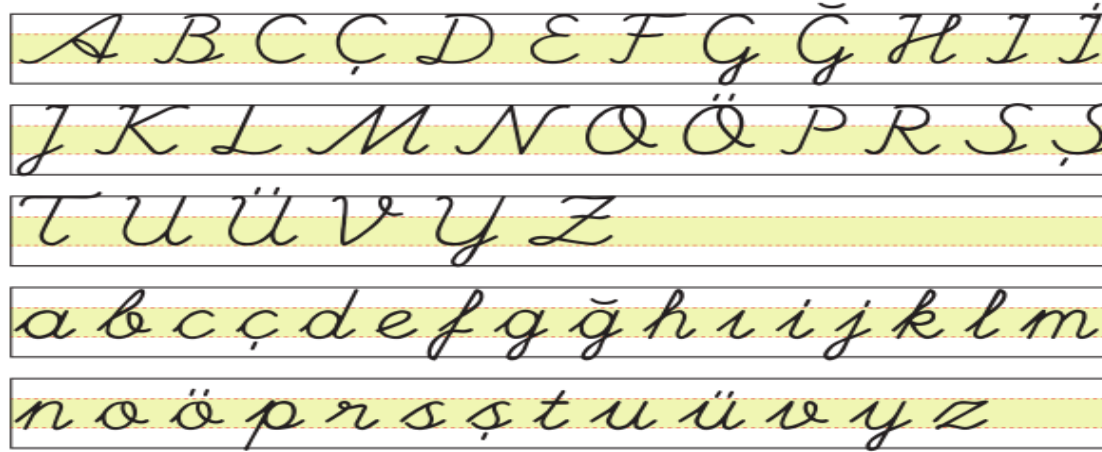 A B C Ç D E F G Ğ H I İ
J K L M N O Ö P R S Ş
T U Ü V Y Z
a b c ç d e f g ğ h ı i j k l m
n o ö p r s ş t u ü v y z